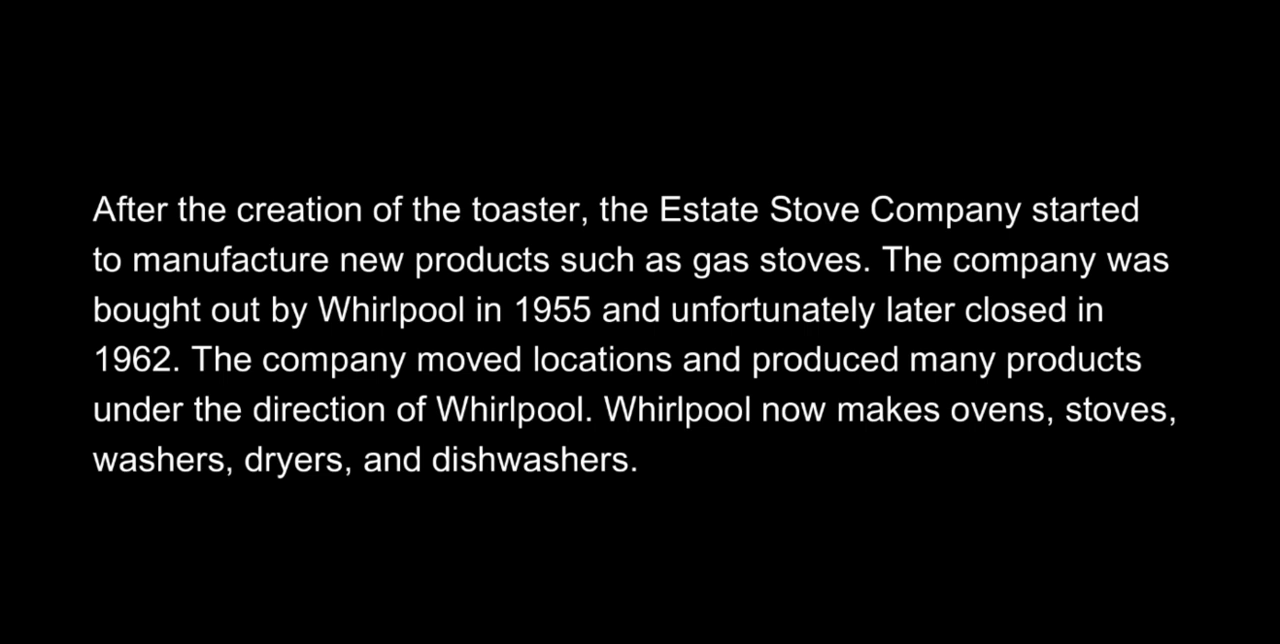 After the creation of the toaster, the Estate Stove Company started
to manufacture new products such as gas stoves. The company was
bought out by Whirlpool in 1955 and unfortunately later closed in
1962. The company moved locations and produced many products
under the direction of Whirlpool. Whirlpool now makes ovens, stoves,
washers, dryers, and dishwashers.